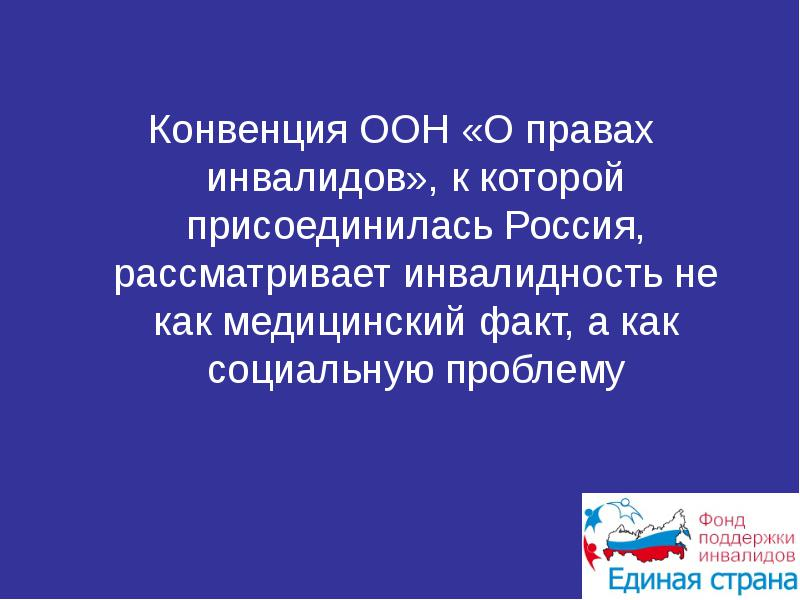 Конвенция ООН «О правах
инвалидов», к которой
присоединилась Россия,
рассматривает инвалидность не
как медицинский факт, а как
социальную проблему
Фонд
поддержки
инвалидов
Единая страна